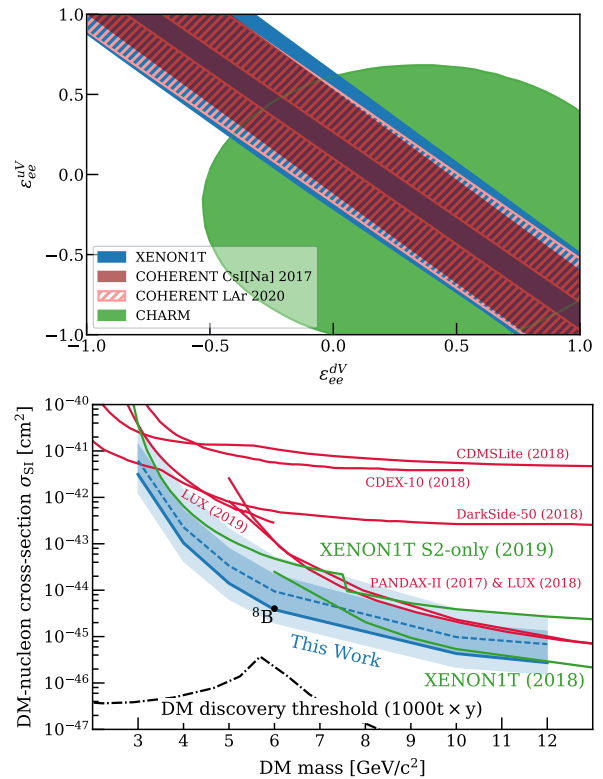 1.0
0.5
0.0
-0.5
-1.0
ε_ee^uV
XENON1T
COHERENT CsI[Na] 2017
COHERENT LAr 2020
CHARM
-1.0 -0.5 0.0 0.5 1.0
ε_ee^dV
10⁻⁴⁰
10⁻⁴¹
10⁻⁴²
10⁻⁴³
10⁻⁴⁴
10⁻⁴⁵
10⁻⁴⁶
10⁻⁴⁷
DM-nucleon cross-section σ_SI [cm²]
CDMSLite (2018)
CDEX-10 (2018)
LUX (2019)
DarkSide-50 (2018)
XENON1T S2-only (2019)
PANDAX-II (2017) & LUX (2018)
⁸B
This Work
XENON1T (2018)
DM discovery threshold (1000t × y)
3 4 5 6 7 8 9 10 11 12
DM mass [GeV/c²]